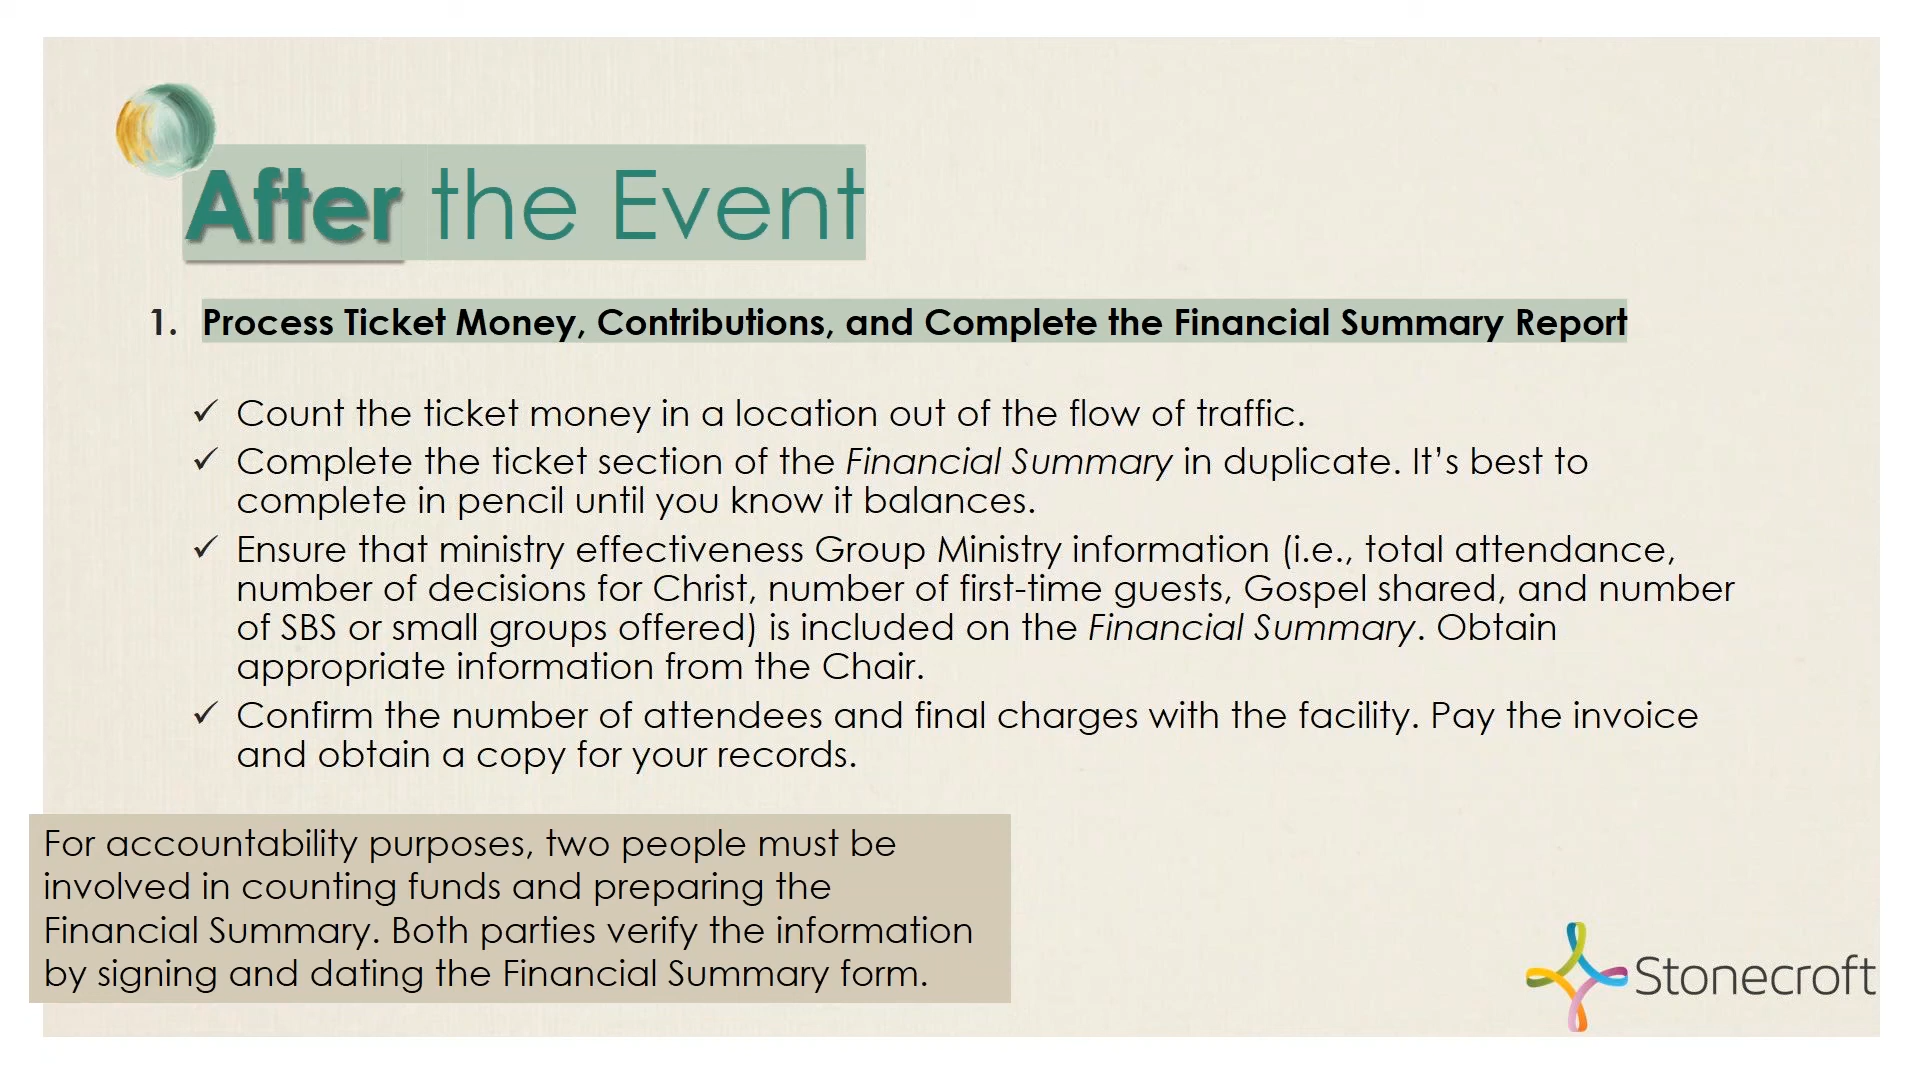 After the Event
1. Process Ticket Money, Contributions, and Complete the Financial Summary Report
✓ Count the ticket money in a location out of the flow of traffic.
✓ Complete the ticket section of the Financial Summary in duplicate. It’s best to
complete in pencil until you know it balances.
✓ Ensure that ministry effectiveness Group Ministry information (i.e., total attendance,
number of decisions for Christ, number of first-time guests, Gospel shared, and number
of SBS or small groups offered) is included on the Financial Summary. Obtain
appropriate information from the Chair.
✓ Confirm the number of attendees and final charges with the facility. Pay the invoice
and obtain a copy for your records.
For accountability purposes, two people must be
involved in counting funds and preparing the
Financial Summary. Both parties verify the information
by signing and dating the Financial Summary form.
Stonecroft